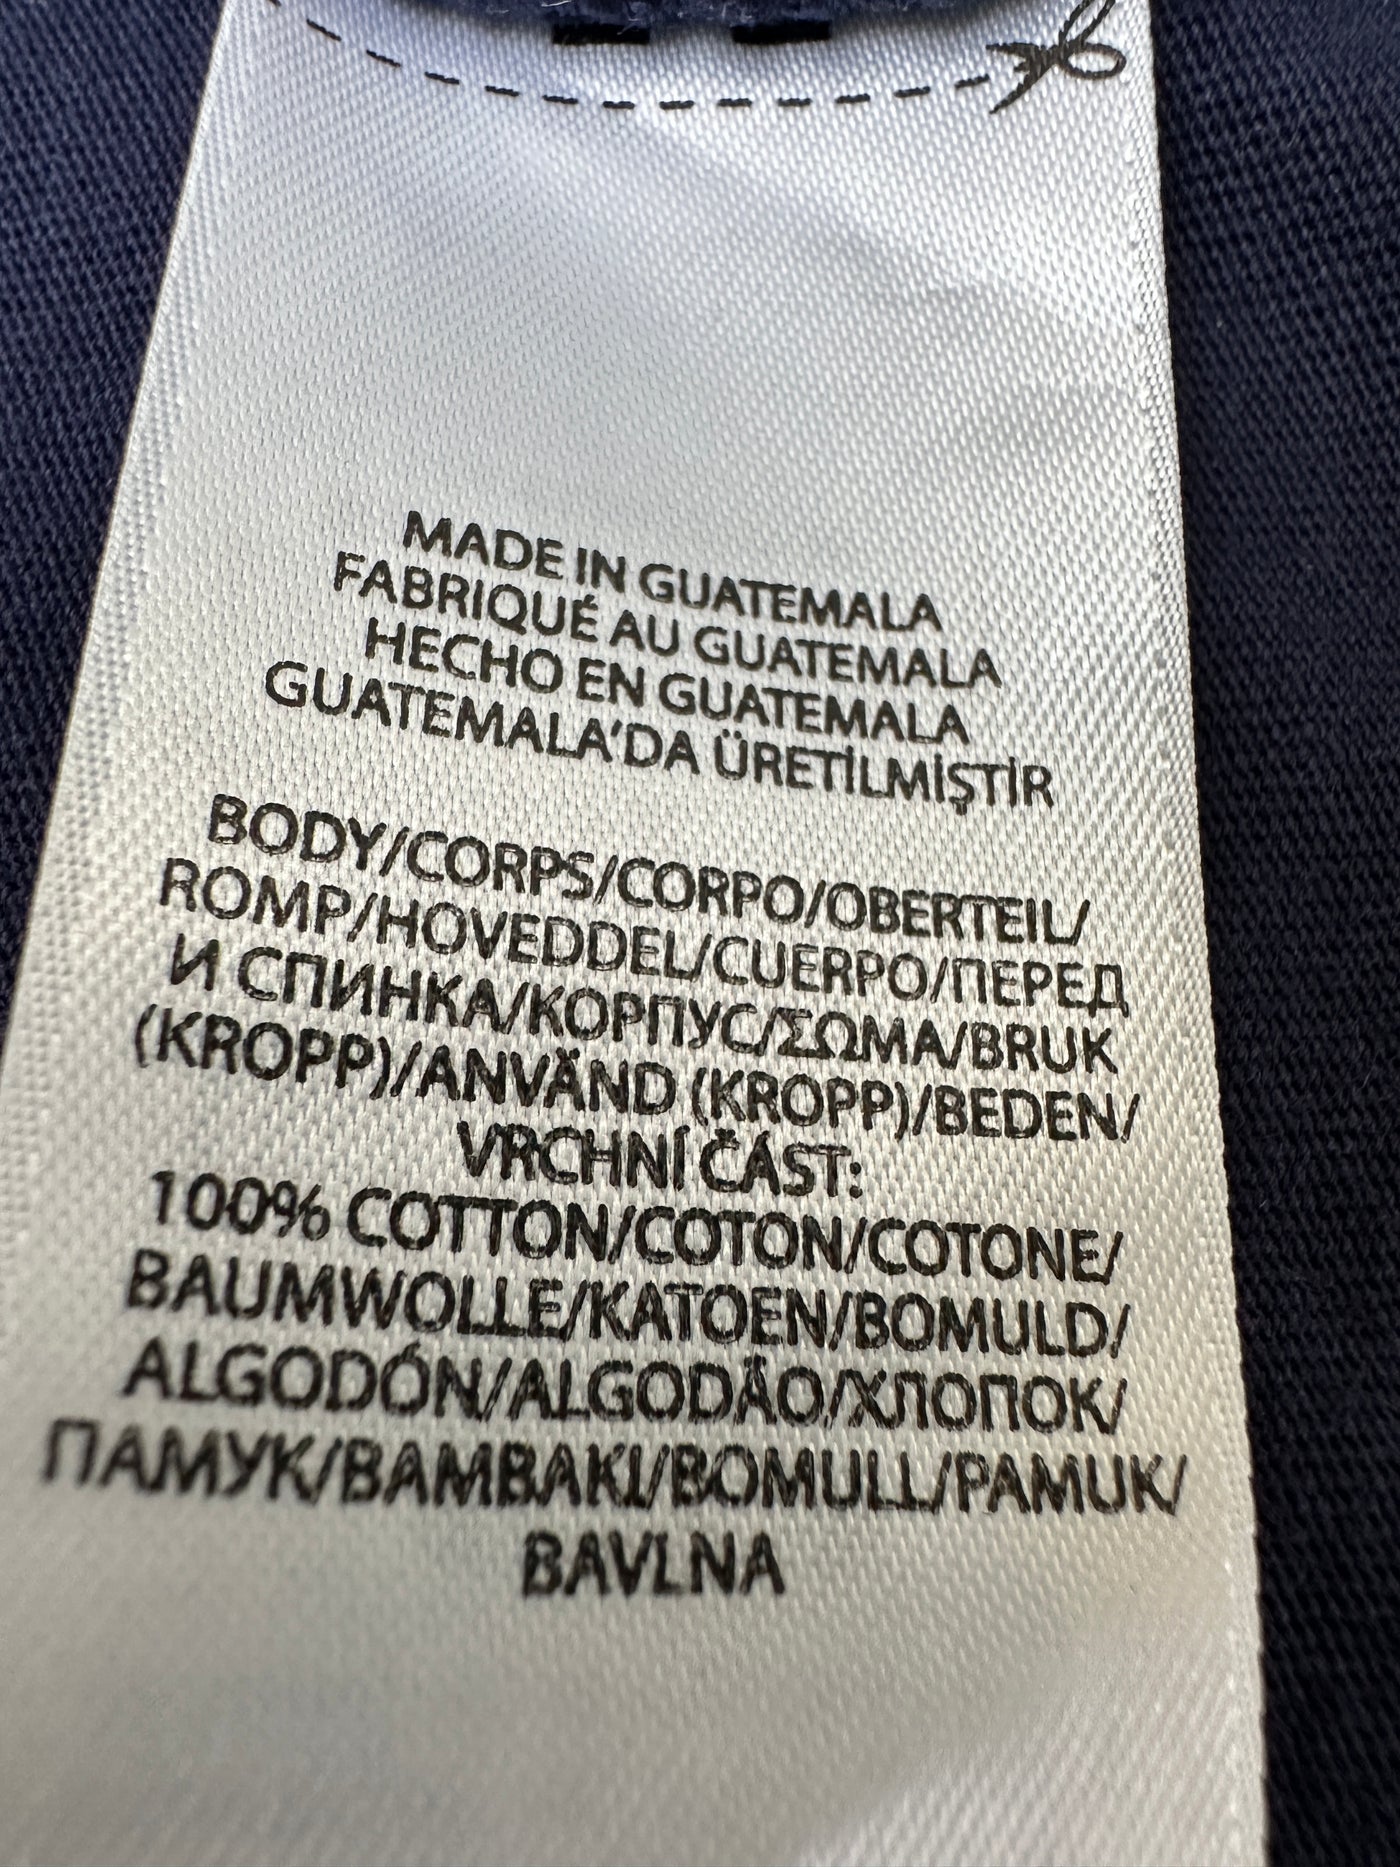 MADE IN GUATEMALA
FABRIQUÉ AU GUATEMALA
HECHO EN GUATEMALA
GUATEMALA'DA ÜRETİLMİŞTİR
BODY/CORPS/CORPO/OBERTEIL/
ROMP/HOVEDDEL/CUERPO/ПЕРЕД
И СПИНКА/КОРПУС/ΣΩΜΑ/BRUK
(KROPP)/ANVÄND (KROPP)/BEDEN/
VRCHNÍ ČÁST:
100% COTTON/COTON/COTONE/
BAUMWOLLE/KATOEN/BOMULD/
ALGODÓN/ALGODÃO/ХЛОПОК/
ПАМУК/ΒΑΜΒΑΚΙ/BOMULL/PAMUK/
BAVLNA